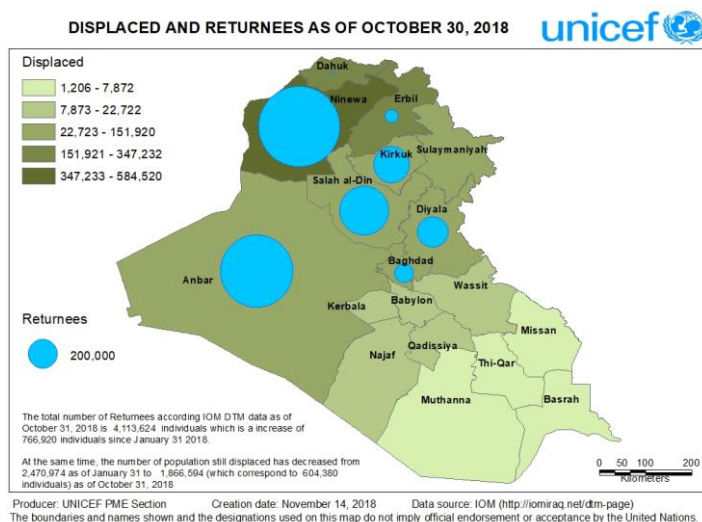 DISPLACED AND RETURNEES AS OF OCTOBER 30, 2018
unicef
Displaced
1,206 - 7,872
7,873 - 22,722
22,723 - 151,920
151,921 - 347,232
347,233 - 584,520
Dahuk
Ninewa
Erbil
Kirkuk
Sulaymaniyah
Salah al-Din
Diyala
Baghdad
Anbar
Wassit
Kerbala
Babylon
Missan
Qadissiya
Najaf
Thi-Qar
Muthanna
Basrah
Returnees
200,000
The total number of Returnees according IOM DTM data as of
October 31, 2018 is 4,113,624 individuals which is a increase of
766,920 individuals since January 31 2018.
At the same time, the number of population still displaced has decreased from
2,470,974 as of January 31 to 1,866,594 (which correspond to 604,380
individuals) as of October 31, 2018
0 50 100 200
Kilometers
Producer: UNICEF PME Section Creation date: November 14, 2018 Data source: IOM (http://iomiraq.net/dtm-page)
The boundaries and names shown and the designations used on this map do not imply official endorsement or acceptance by the United Nations.